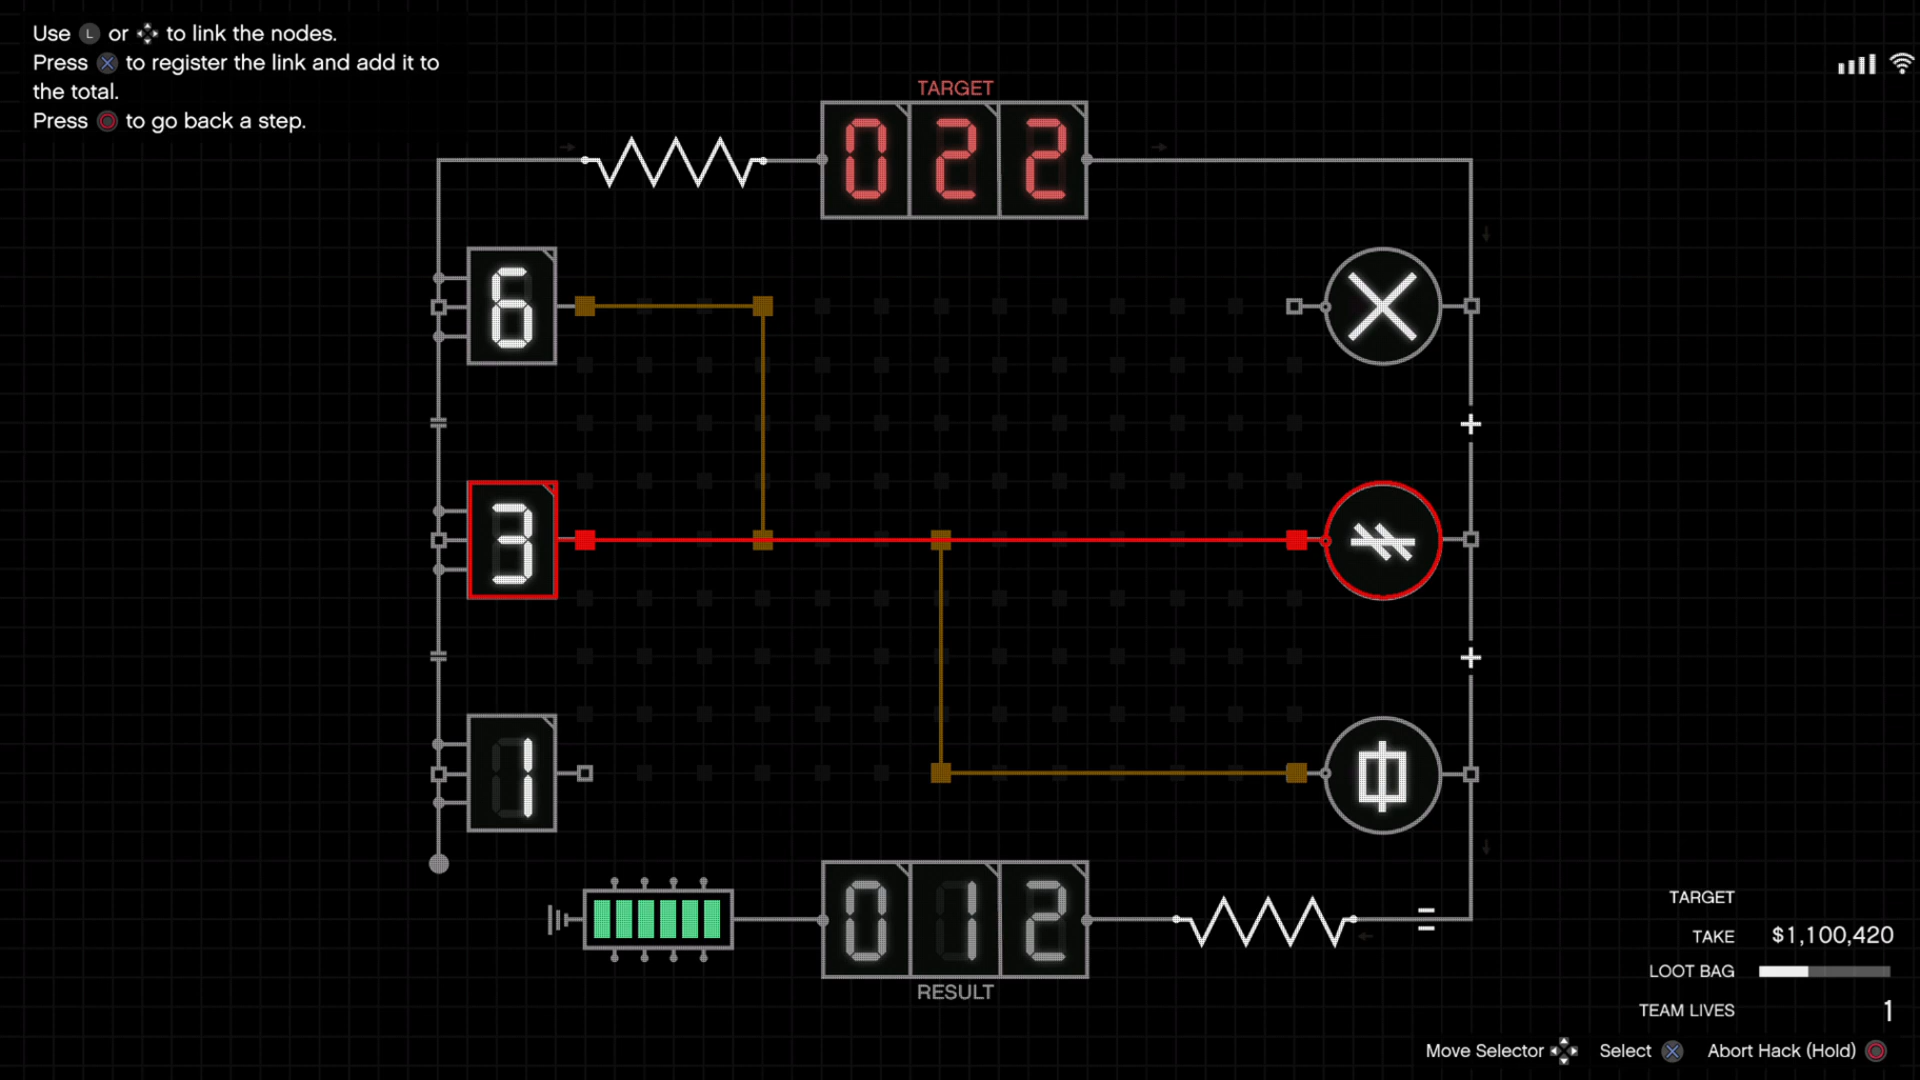 Use L or to link the nodes.
Press to register the link and add it to
the total.
Press to go back a step.
TARGET
022
6
3
1
012
RESULT
TARGET
TAKE $1,100,420
LOOT BAG
TEAM LIVES 1
Move Selector Select Abort Hack (Hold)